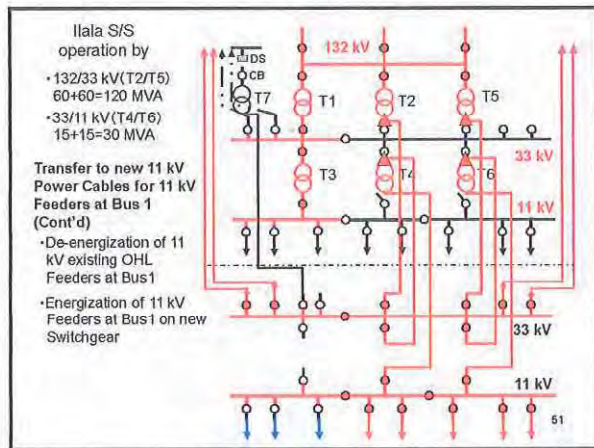 Ilala S/S
operation by
・132/33 kV(T2/T5)
60+60=120 MVA
・33/11 kV(T4/T6)
15+15=30 MVA
Transfer to new 11 kV
Power Cables for 11 kV
Feeders at Bus 1
(Cont'd)
・De-energization of 11
kV existing OHL
Feeders at Bus1
・Energization of 11 kV
Feeders at Bus1 on new
Switchgear
132 kV
DS
CB
T7
T1
T2
T5
33 kV
T3
T4
T6
11 kV
33 kV
11 kV
51